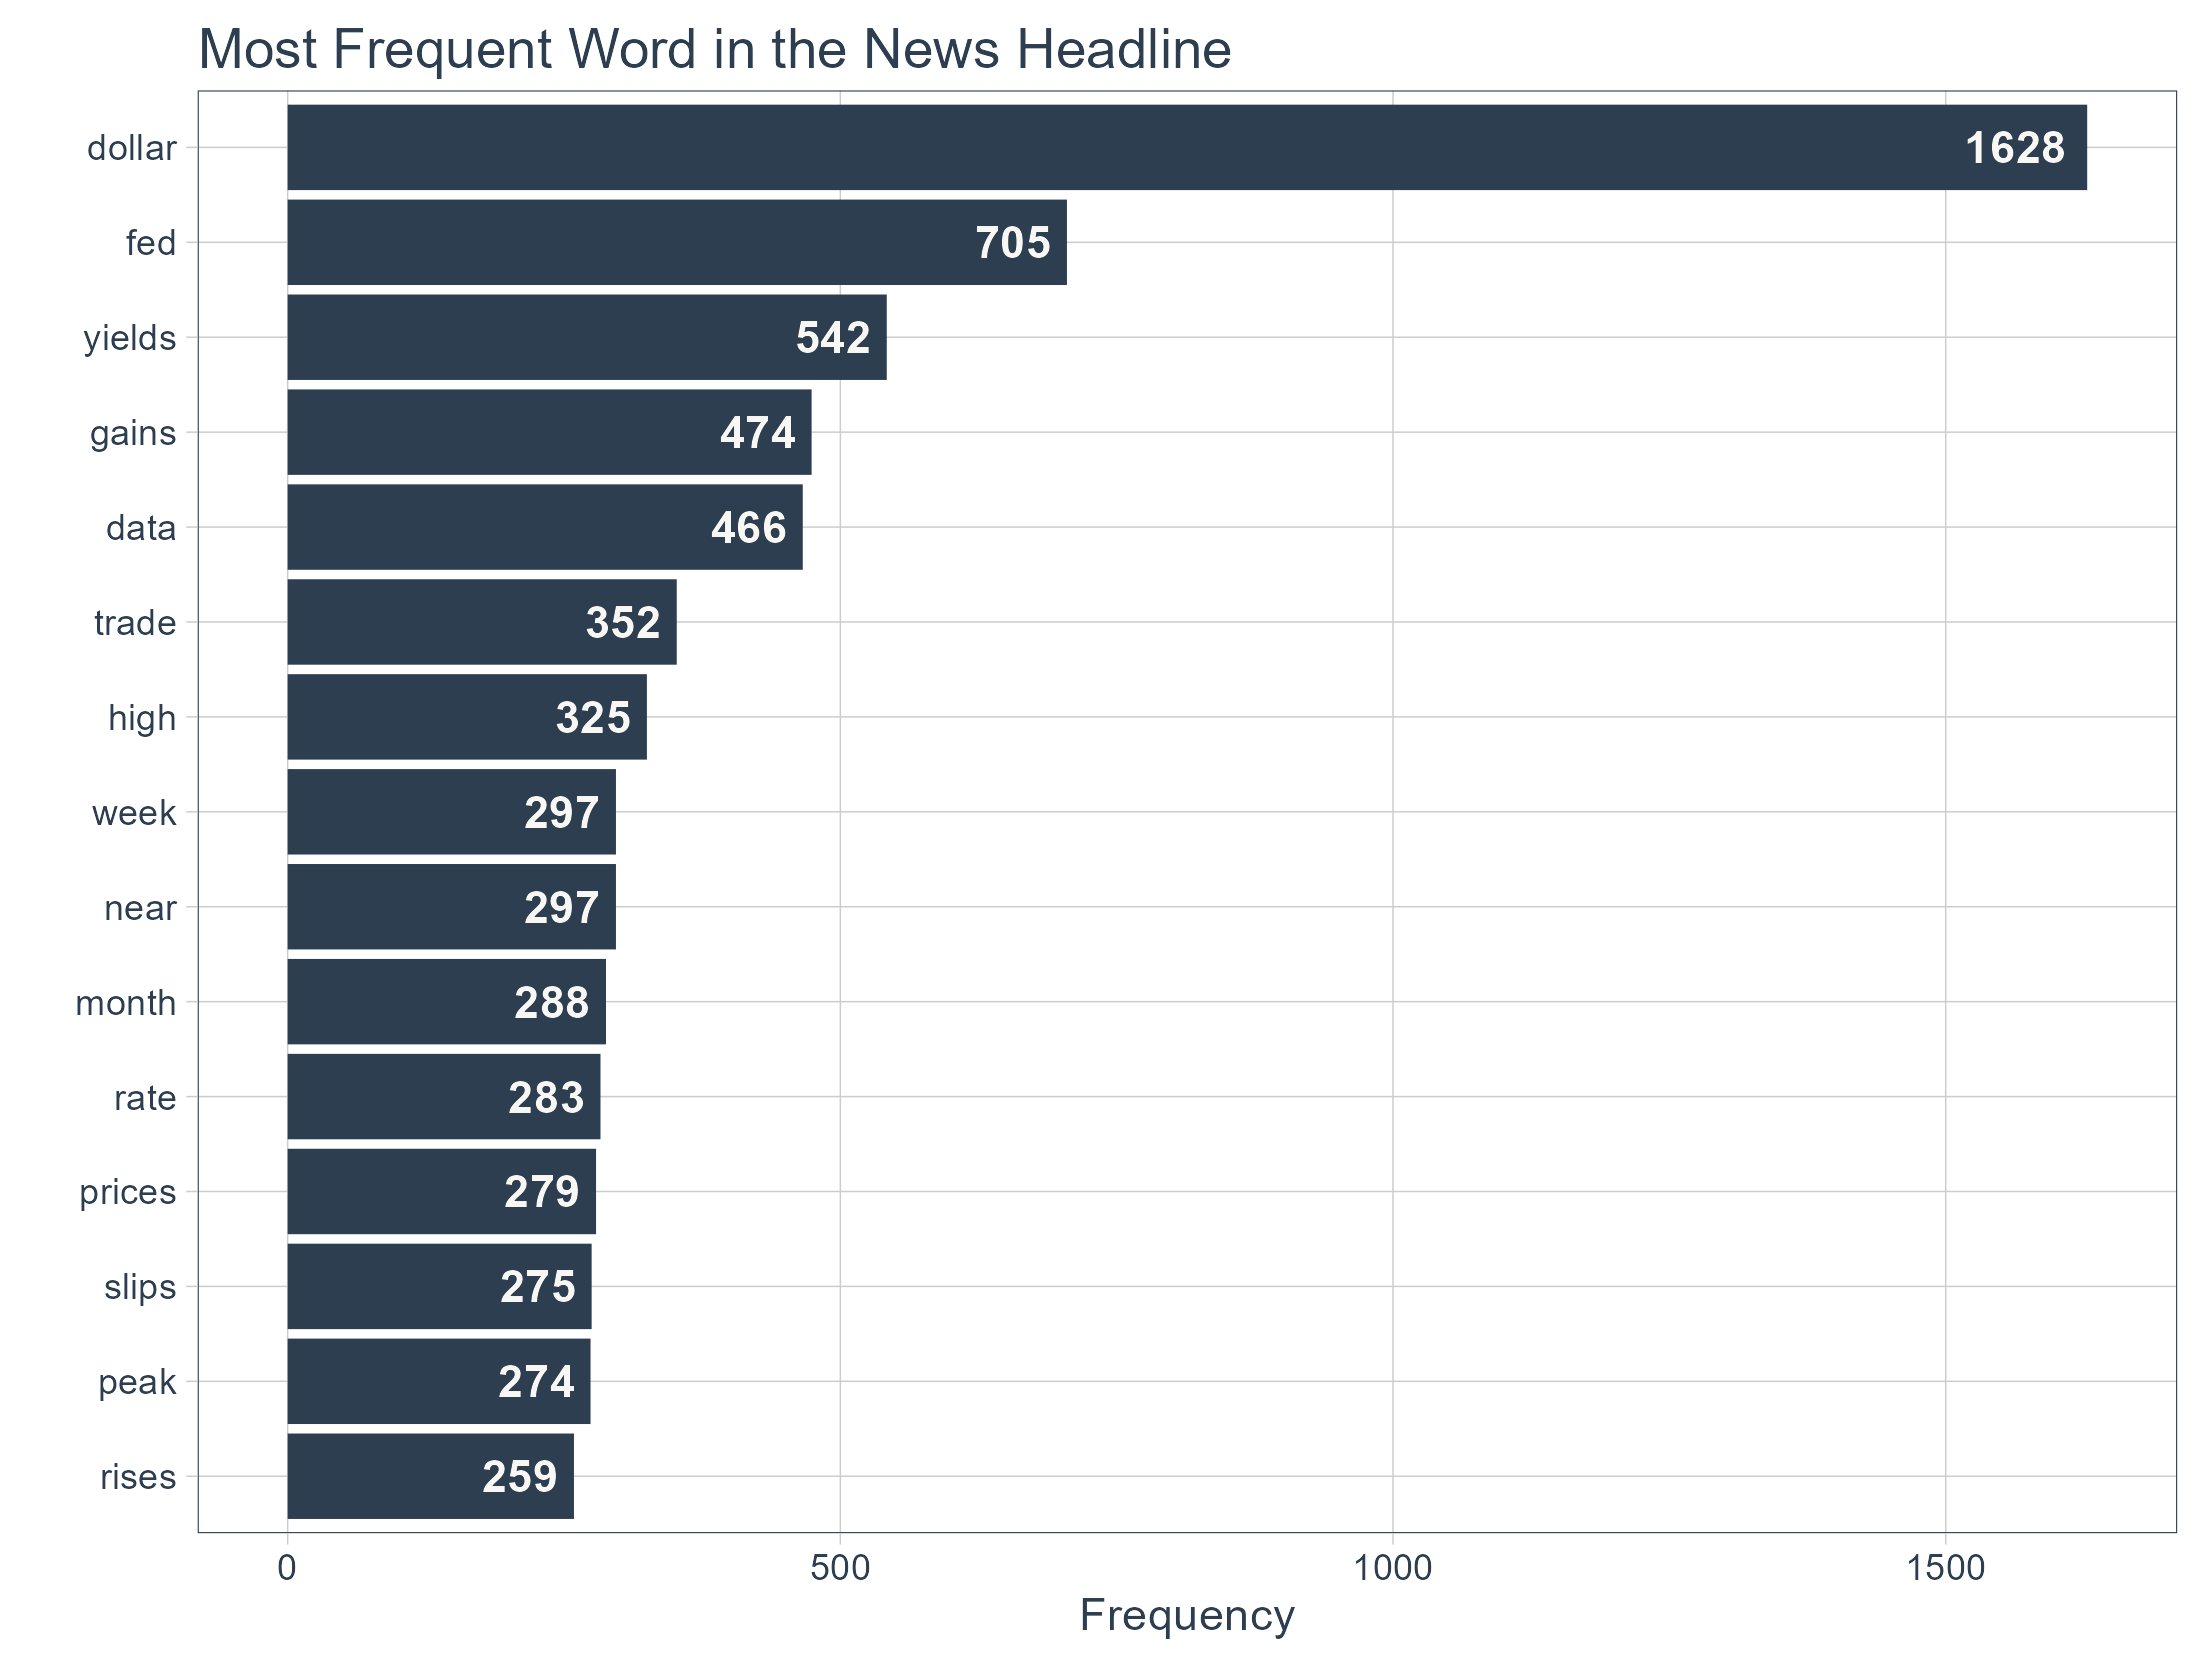 Most Frequent Word in the News Headline
dollar 1628
fed 705
yields 542
gains 474
data 466
trade 352
high 325
week 297
near 297
month 288
rate 283
prices 279
slips 275
peak 274
rises 259
0 500 1000 1500
Frequency